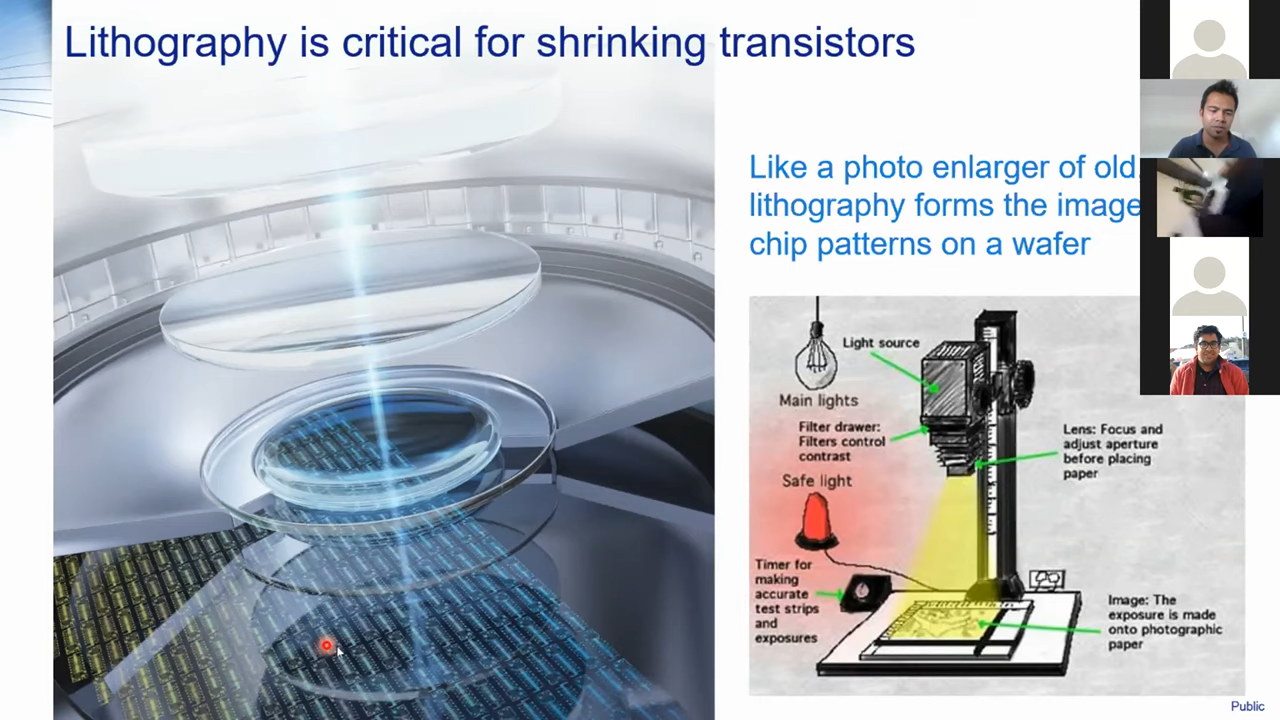 Lithography is critical for shrinking transistors
Like a photo enlarger of old,
lithography forms the image
chip patterns on a wafer
Light source
Main lights
Filter drawer:
Filters control
contrast
Safe light
Lens: Focus and
adjust aperture
before placing
paper
Timer for
making
accurate
test strips
and
exposures
Image: The
exposure is made
onto photographic
paper
Public